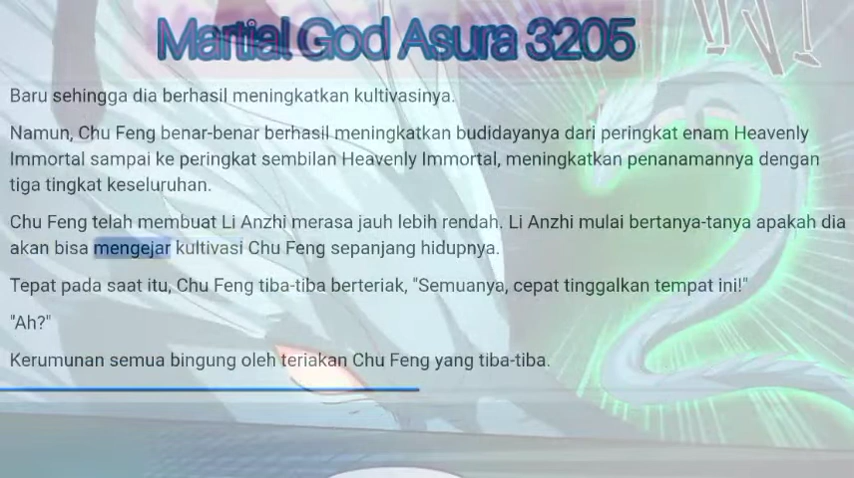 Martial God Asura 3205
Baru sehingga dia berhasil meningkatkan kultivasinya.
Namun, Chu Feng benar-benar berhasil meningkatkan budidayanya dari peringkat enam Heavenly
Immortal sampai ke peringkat sembilan Heavenly Immortal, meningkatkan penanamannya dengan
tiga tingkat keseluruhan.
Chu Feng telah membuat Li Anzhi merasa jauh lebih rendah. Li Anzhi mulai bertanya-tanya apakah dia
akan bisa mengejar kultivasi Chu Feng sepanjang hidupnya.
Tepat pada saat itu, Chu Feng tiba-tiba berteriak, "Semuanya, cepat tinggalkan tempat ini!"
"Ah?"
Kerumunan semua bingung oleh teriakan Chu Feng yang tiba-tiba.